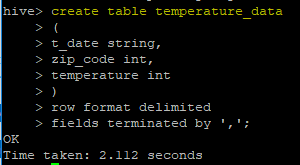 hive> create table temperature_data
> (
> t_date string,
> zip_code int,
> temperature int
> )
> row format delimited
> fields terminated by ',';
OK
Time taken: 2.112 seconds